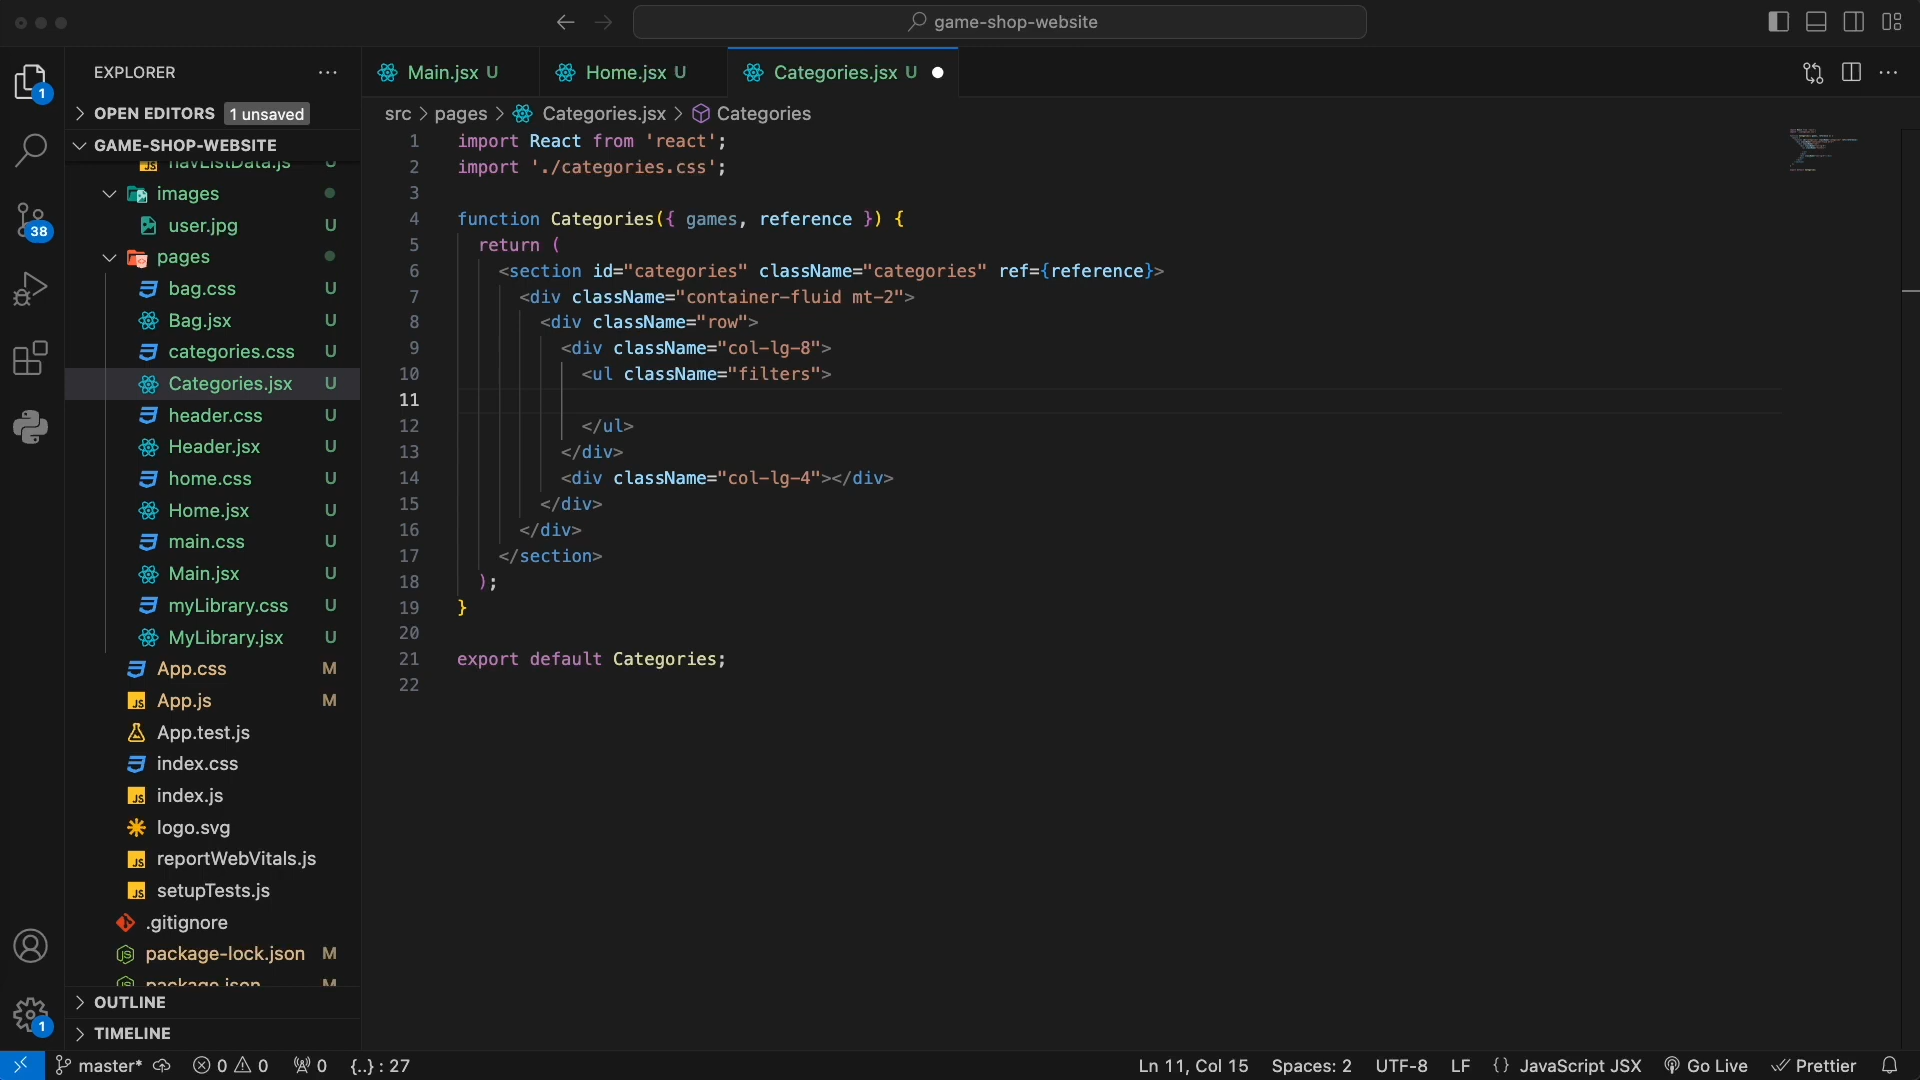 game-shop-website
EXPLORER
Main.jsx U
Home.jsx U
Categories.jsx U
OPEN EDITORS 1 unsaved
src > pages > Categories.jsx > Categories
GAME-SHOP-WEBSITE
navListData.js U
images
user.jpg U
pages
bag.css U
Bag.jsx U
categories.css U
Categories.jsx U
header.css U
Header.jsx U
home.css U
Home.jsx U
main.css U
Main.jsx U
myLibrary.css U
MyLibrary.jsx U
App.css M
App.js M
App.test.js
index.css
index.js
logo.svg
reportWebVitals.js
setupTests.js
.gitignore
package-lock.json M
package.json M
OUTLINE
TIMELINE
1
38
1
1 import React from 'react';
2 import './categories.css';
3
4 function Categories({ games, reference }) {
5 return (
6 <section id="categories" className="categories" ref={reference}>
7 <div className="container-fluid mt-2">
8 <div className="row">
9 <div className="col-lg-8">
10 <ul className="filters">
11
12 </ul>
13 </div>
14 <div className="col-lg-4"></div>
15 </div>
16 </div>
17 </section>
18 );
19 }
20
21 export default Categories;
22
master* 0 0 0 {..} : 27
Ln 11, Col 15 Spaces: 2 UTF-8 LF {} JavaScript JSX Go Live Prettier